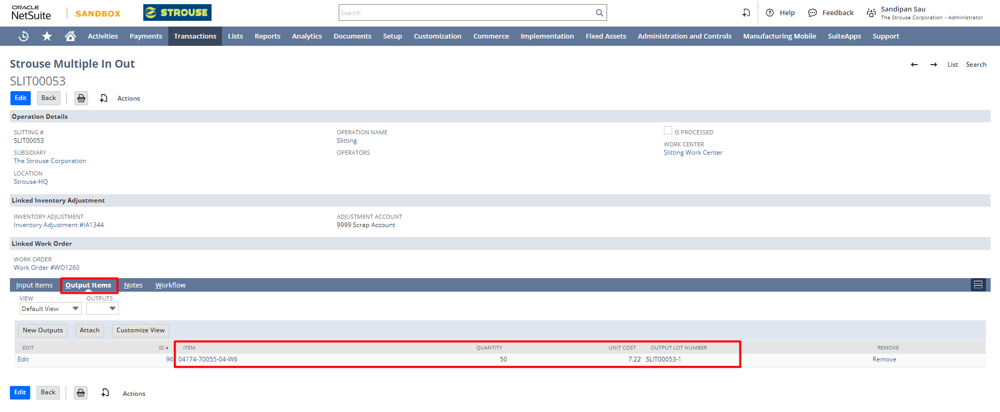 ORACLE
NetSuite
SANDBOX
STROUSE
Search
Help
Feedback
Sandipan Sau
The Strouse Corporation - Administrator
Activities Payments Transactions Lists Reports Analytics Documents Setup Customization Commerce Implementation Fixed Assets Administration and Controls Manufacturing Mobile SuiteApps Support
Strouse Multiple In Out
List Search
SLIT00053
Edit Back Actions
Operation Details
SLITTING #
SLIT00053
SUBSIDIARY
The Strouse Corporation
LOCATION
Strouse-HQ
OPERATION NAME
Slitting
OPERATORS
IS PROCESSED
WORK CENTER
Slitting Work Center
Linked Inventory Adjustment
INVENTORY ADJUSTMENT
Inventory Adjustment #IA1344
ADJUSTMENT ACCOUNT
9999 Scrap Account
Linked Work Order
WORK ORDER
Work Order #WO1260
Input Items Output Items Notes Workflow
VIEW OUTPUTS
Default View
New Outputs Attach Customize View
EDIT ID ▲ ITEM QUANTITY UNIT COST OUTPUT LOT NUMBER REMOVE
Edit 96 04174-70055-04-W6 50 7.22 SLIT00053-1 Remove
Edit Back Actions